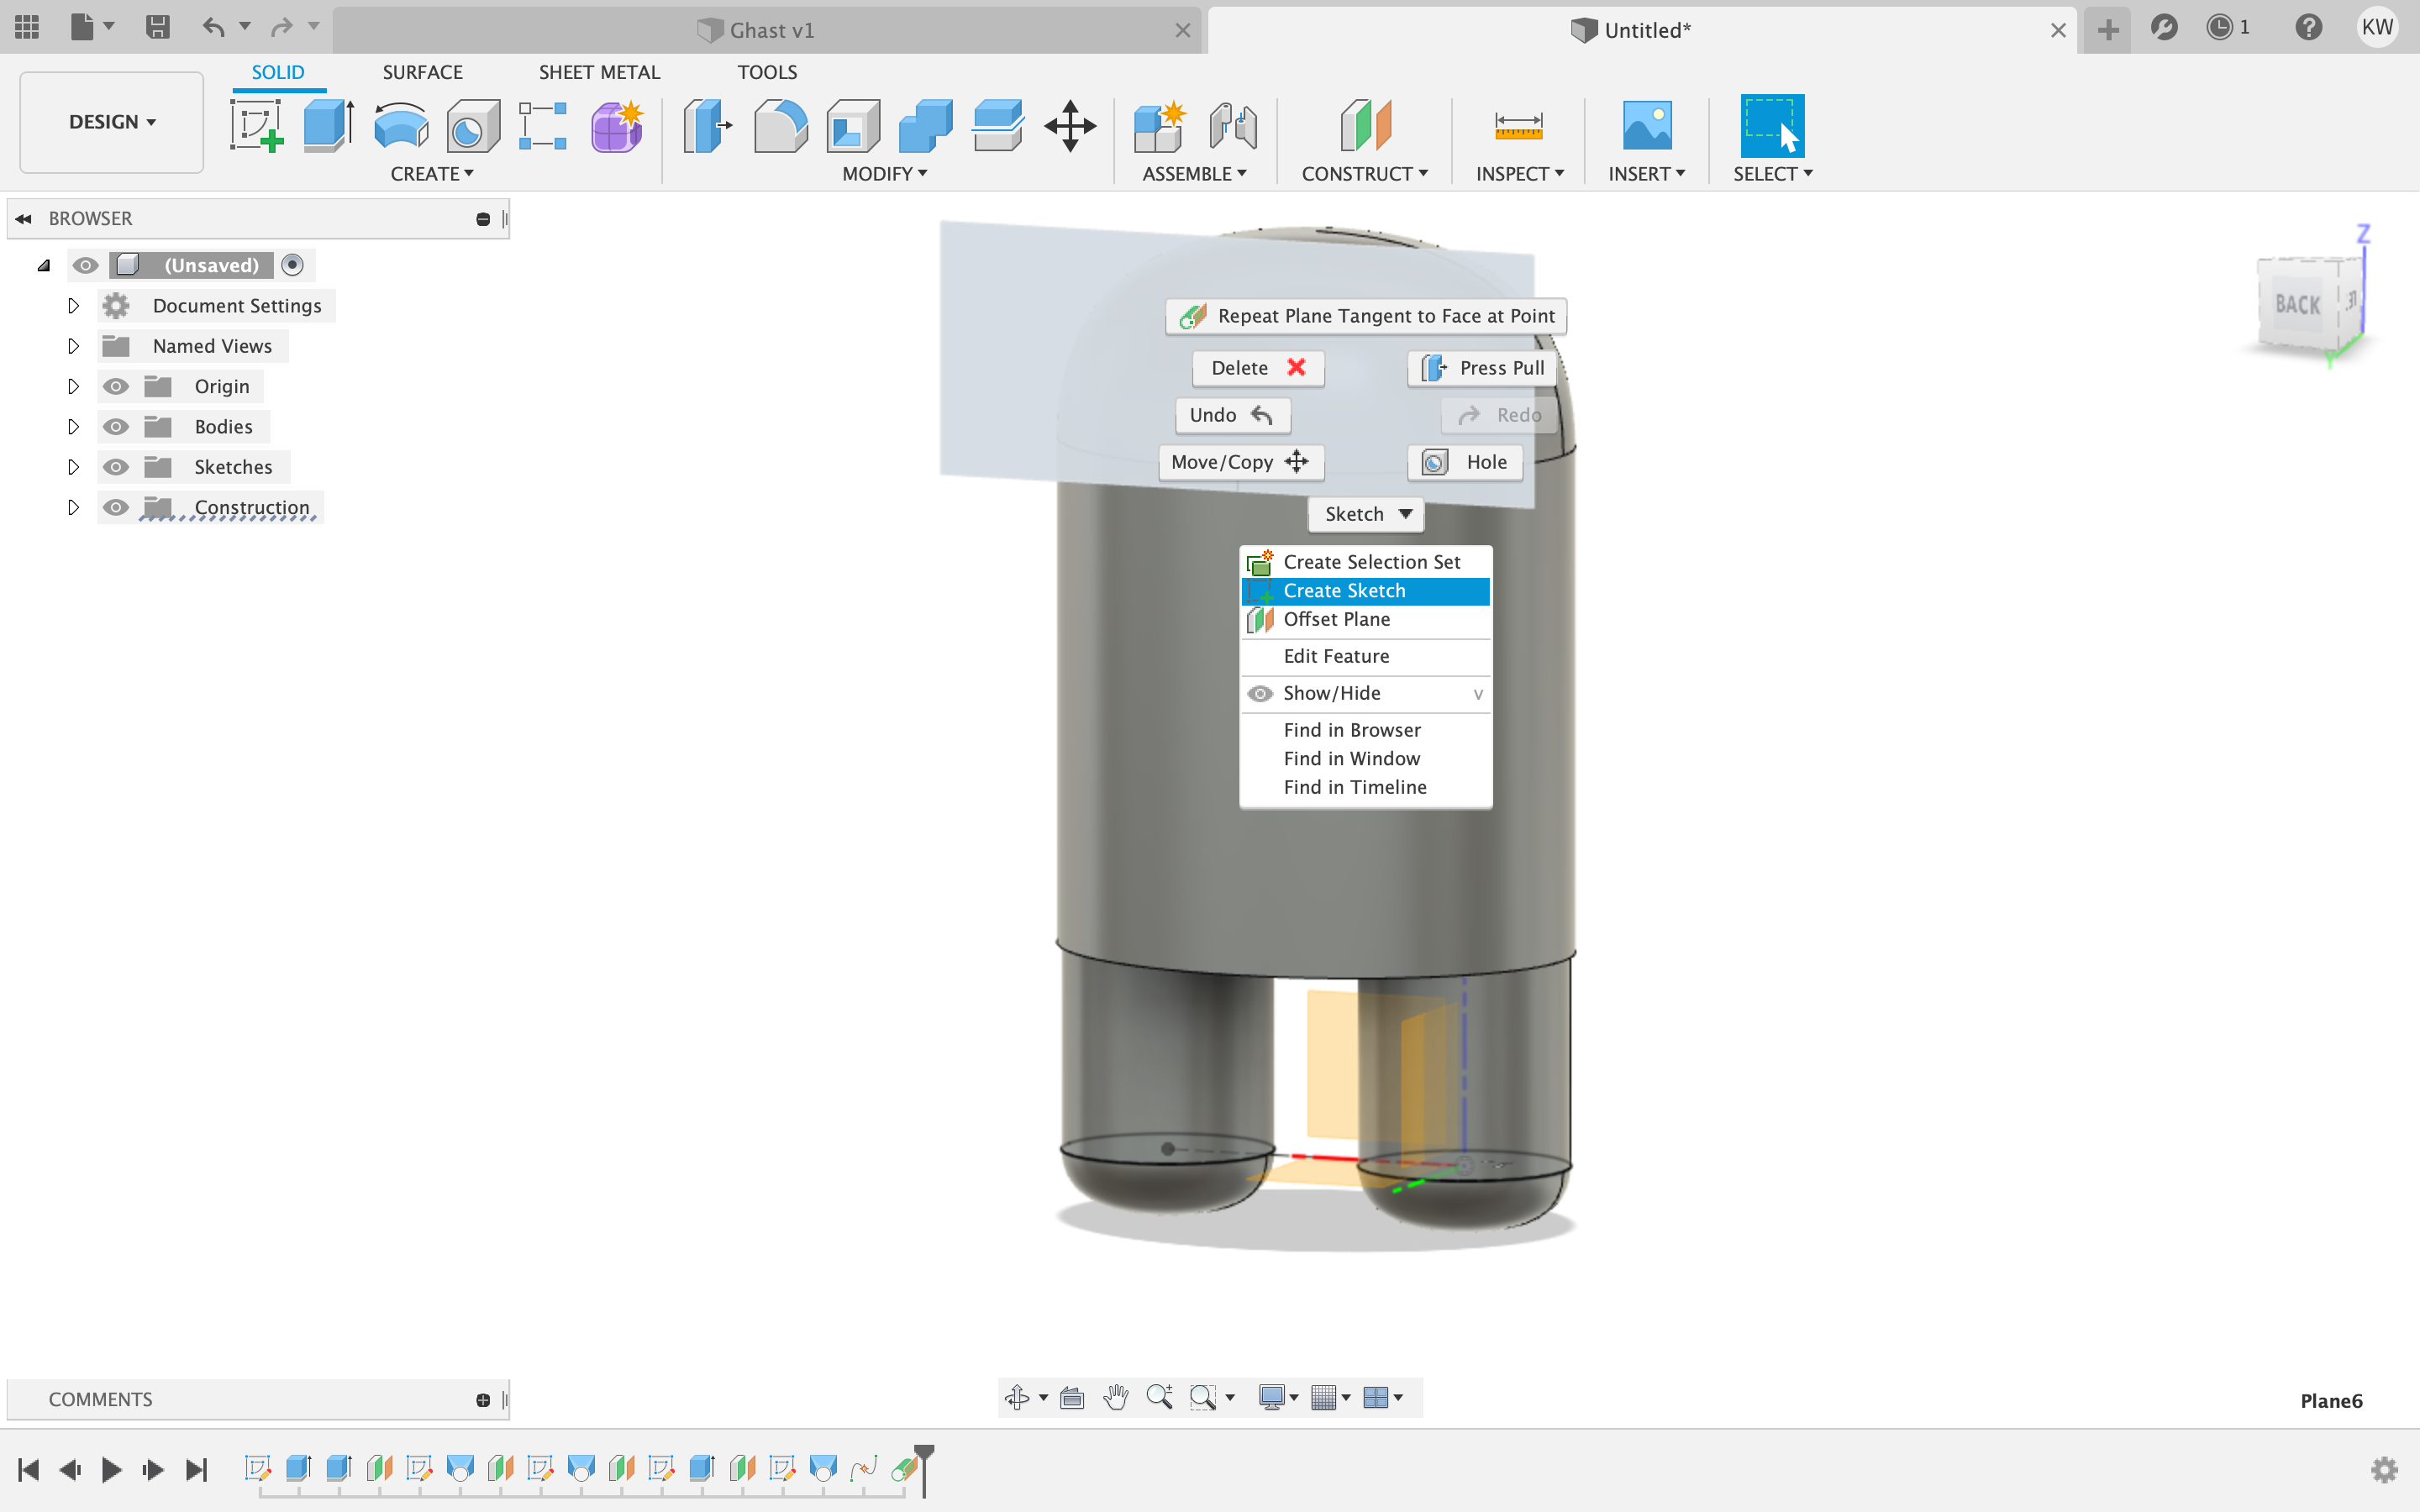 Ghast v1
Untitled*
1
KW
DESIGN
SOLID
SURFACE
SHEET METAL
TOOLS
CREATE
MODIFY
ASSEMBLE
CONSTRUCT
INSPECT
INSERT
SELECT
BROWSER
(Unsaved)
Document Settings
Named Views
Origin
Bodies
Sketches
Construction
Z
BACK
Y
Repeat Plane Tangent to Face at Point
Delete
Press Pull
Undo
Redo
Move/Copy
Hole
Sketch
Create Selection Set
Create Sketch
Offset Plane
Edit Feature
Show/Hide V
Find in Browser
Find in Window
Find in Timeline
COMMENTS
Plane6